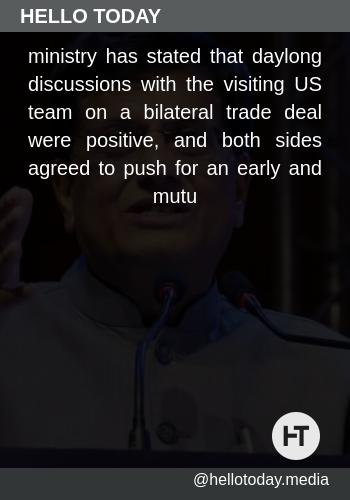 HELLO TODAY
ministry has stated that daylong
discussions with the visiting US
team on a bilateral trade deal
were positive, and both sides
agreed to push for an early and
mutu
HT
@hellotoday.media